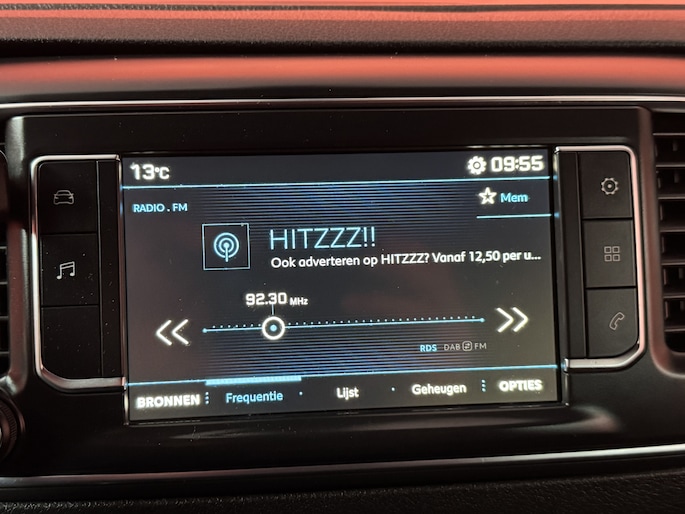 13°C
09:55
RADIO . FM
Mem
HITZZZ!!
Ook adverteren op HITZZZ? Vanaf 12,50 per u...
92.30 MHz
RDS DAB FM
BRONNEN Frequentie Lijst Geheugen OPTIES